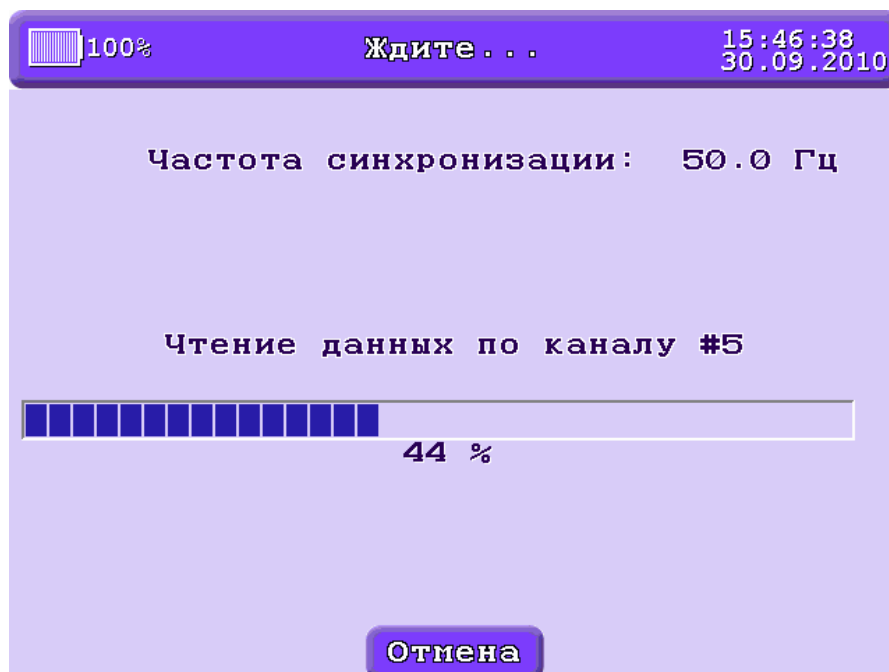 100% Ждите... 15:46:38
30.09.2010
Частота синхронизации: 50.0 Гц
Чтение данных по каналу #5
44 %
Отмена